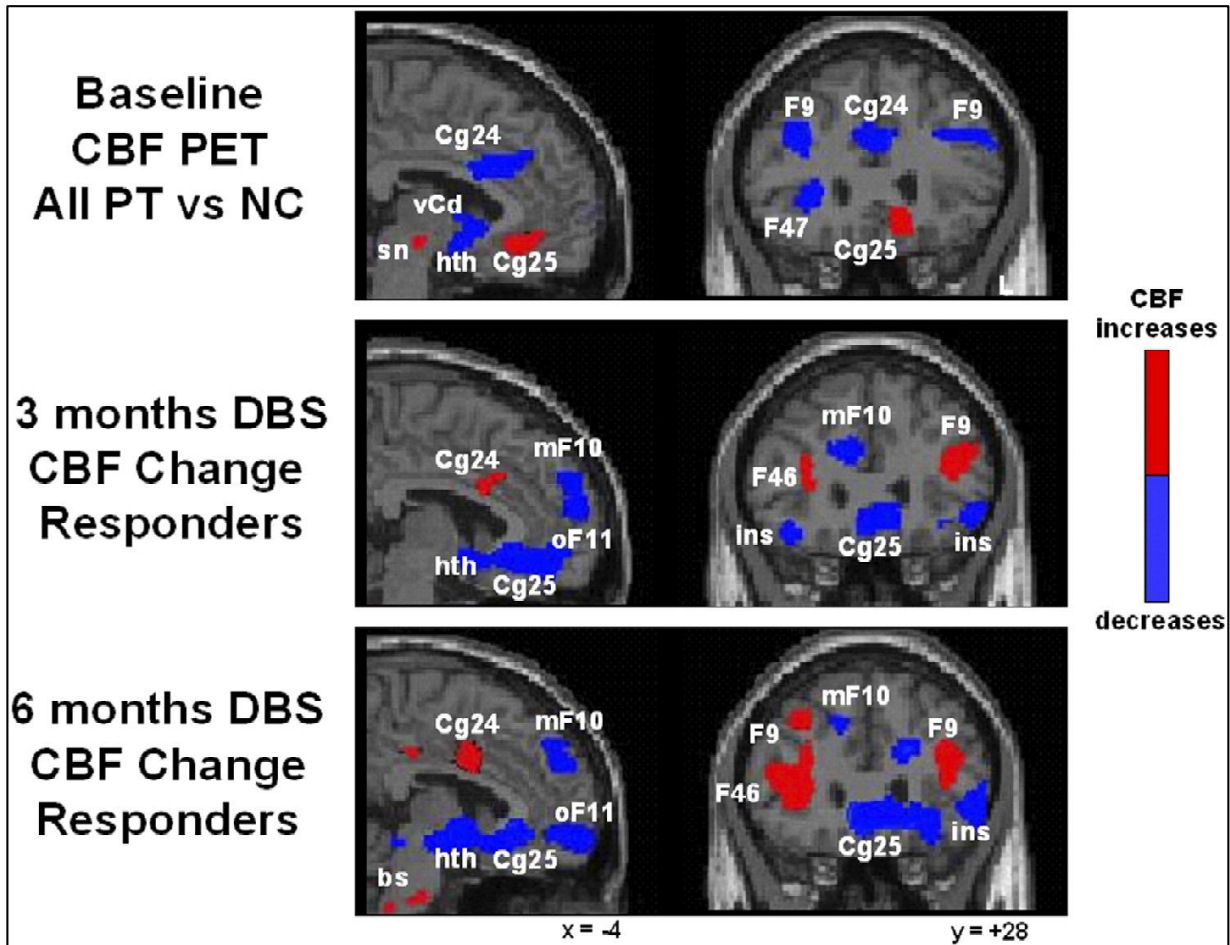 Baseline
CBF PET
All PT vs NC
Cg24
vCd
sn
hth
Cg25
F9
Cg24
F9
F47
Cg25
L
3 months DBS
CBF Change
Responders
Cg24
mF10
oF11
hth
Cg25
mF10
F9
F46
ins
Cg25
ins
6 months DBS
CBF Change
Responders
Cg24
mF10
oF11
hth
Cg25
bs
x = -4
F9
mF10
F9
F46
Cg25
ins
y = +28
CBF
increases
decreases